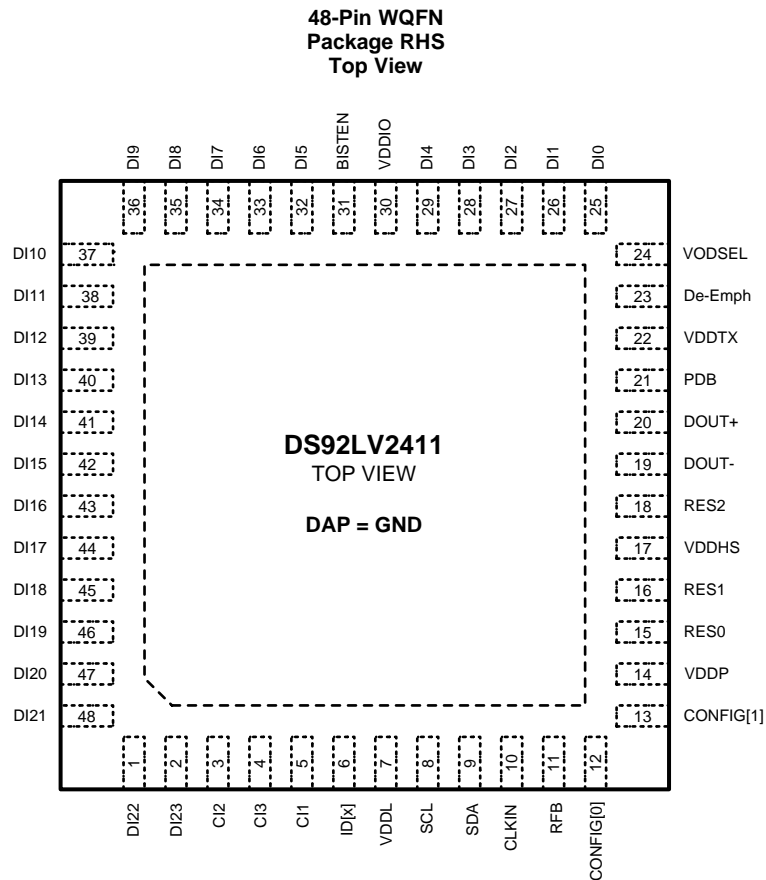 48-Pin WQFN
Package RHS
Top View
DI9
DI8
DI7
DI6
DI5
BISTEN
VDDIO
DI4
DI3
DI2
DI1
DI0
36
35
34
33
32
31
30
29
28
27
26
25
DI10 37
DI11 38
DI12 39
DI13 40
DI14 41
DI15 42
DI16 43
DI17 44
DI18 45
DI19 46
DI20 47
DI21 48
DS92LV2411
TOP VIEW
DAP = GND
24 VODSEL
23 De-Emph
22 VDDTX
21 PDB
20 DOUT+
19 DOUT-
18 RES2
17 VDDHS
16 RES1
15 RES0
14 VDDP
13 CONFIG[1]
1
2
3
4
5
6
7
8
9
10
11
12
DI22
DI23
CI2
CI3
CI1
ID[x]
VDDL
SCL
SDA
CLKIN
RFB
CONFIG[0]